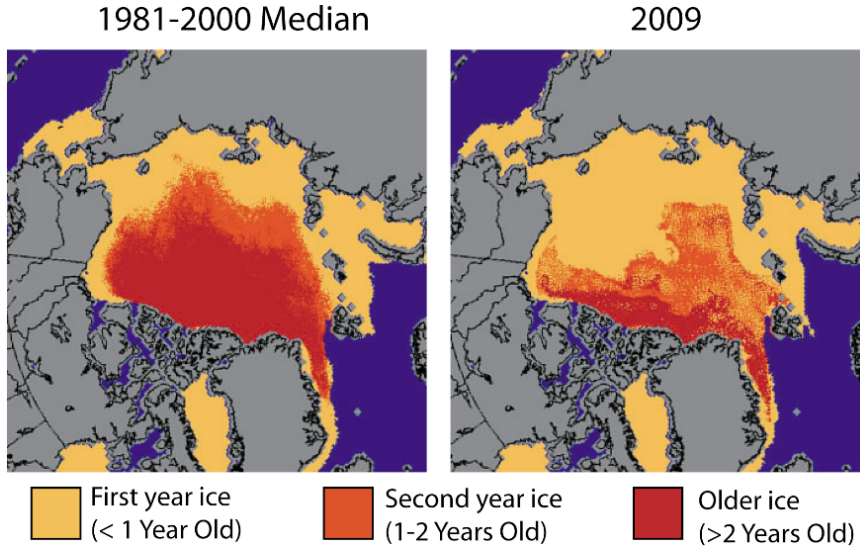 1981-2000 Median
2009
First year ice
(< 1 Year Old)
Second year ice
(1-2 Years Old)
Older ice
(>2 Years Old)